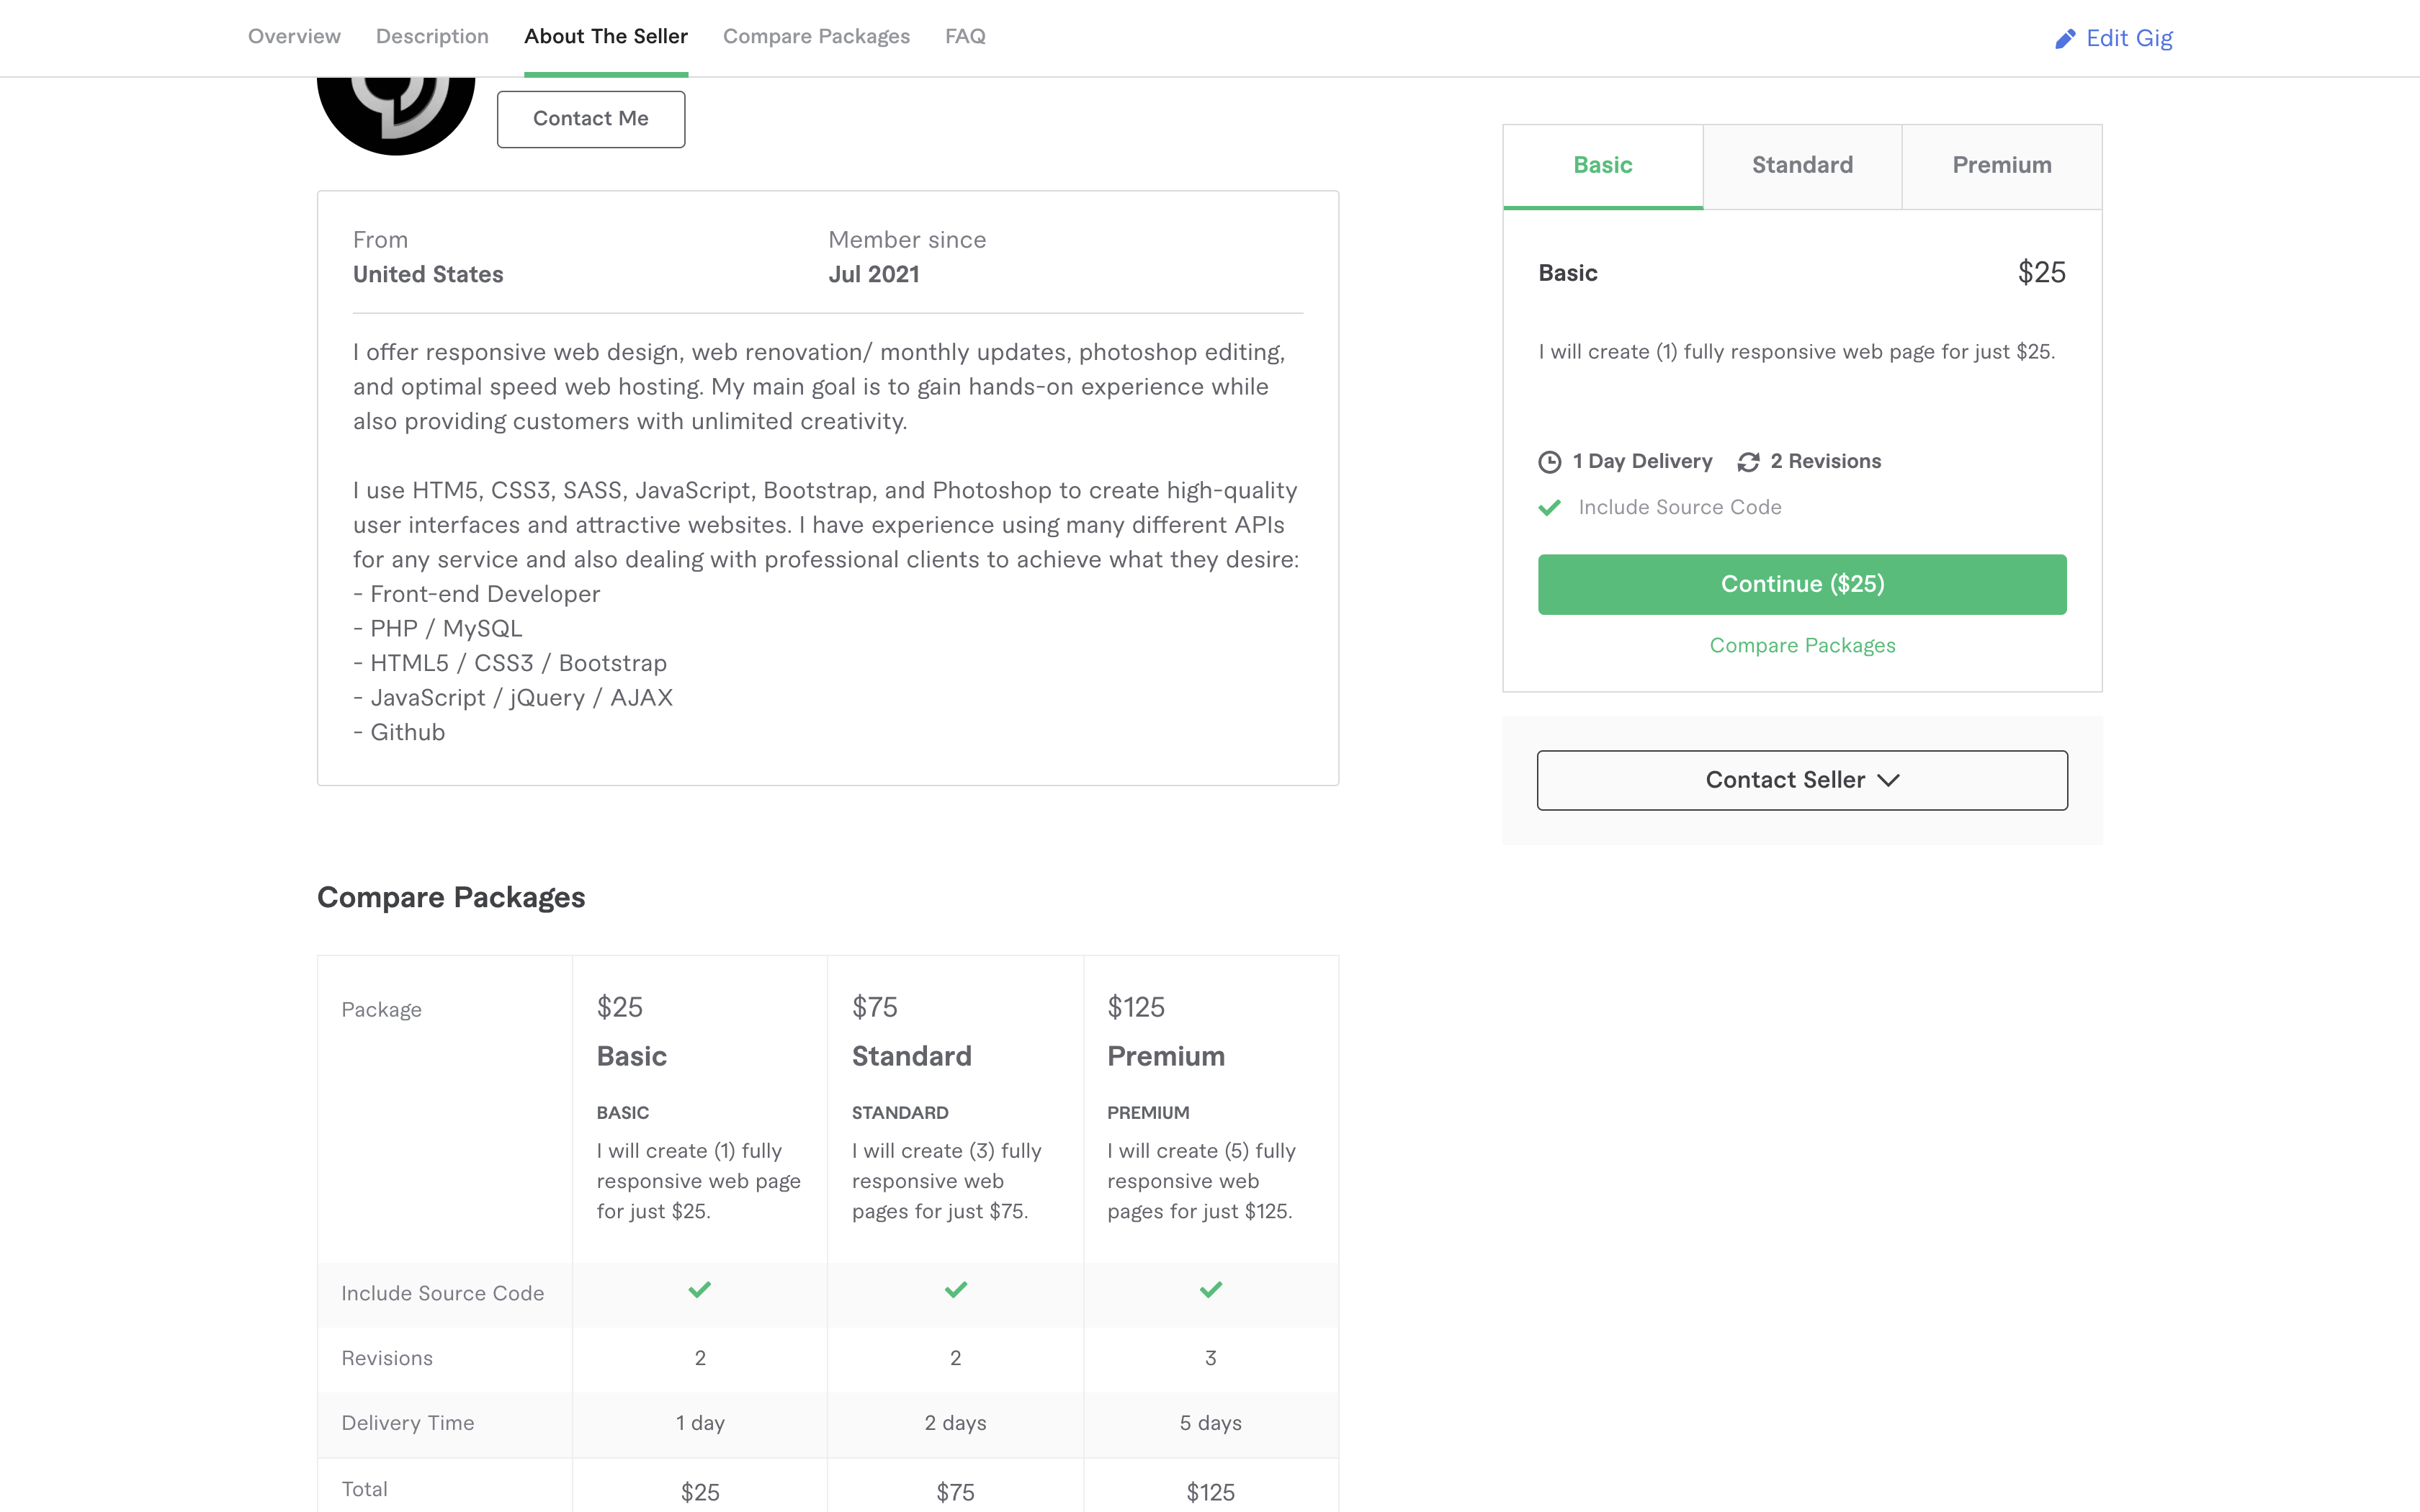 Overview Description About The Seller Compare Packages FAQ
Edit Gig
Contact Me
From
United States
Member since
Jul 2021
I offer responsive web design, web renovation/ monthly updates, photoshop editing,
and optimal speed web hosting. My main goal is to gain hands-on experience while
also providing customers with unlimited creativity.
I use HTM5, CSS3, SASS, JavaScript, Bootstrap, and Photoshop to create high-quality
user interfaces and attractive websites. I have experience using many different APIs
for any service and also dealing with professional clients to achieve what they desire:
- Front-end Developer
- PHP / MySQL
- HTML5 / CSS3 / Bootstrap
- JavaScript / jQuery / AJAX
- Github
Basic Standard Premium
Basic $25
I will create (1) fully responsive web page for just $25.
1 Day Delivery 2 Revisions
Include Source Code
Continue ($25)
Compare Packages
Contact Seller
Compare Packages
Package
$25
Basic
BASIC
I will create (1) fully
responsive web page
for just $25.
$75
Standard
STANDARD
I will create (3) fully
responsive web
pages for just $75.
$125
Premium
PREMIUM
I will create (5) fully
responsive web
pages for just $125.
Include Source Code
Revisions 2 2 3
Delivery Time 1 day 2 days 5 days
Total $25 $75 $125